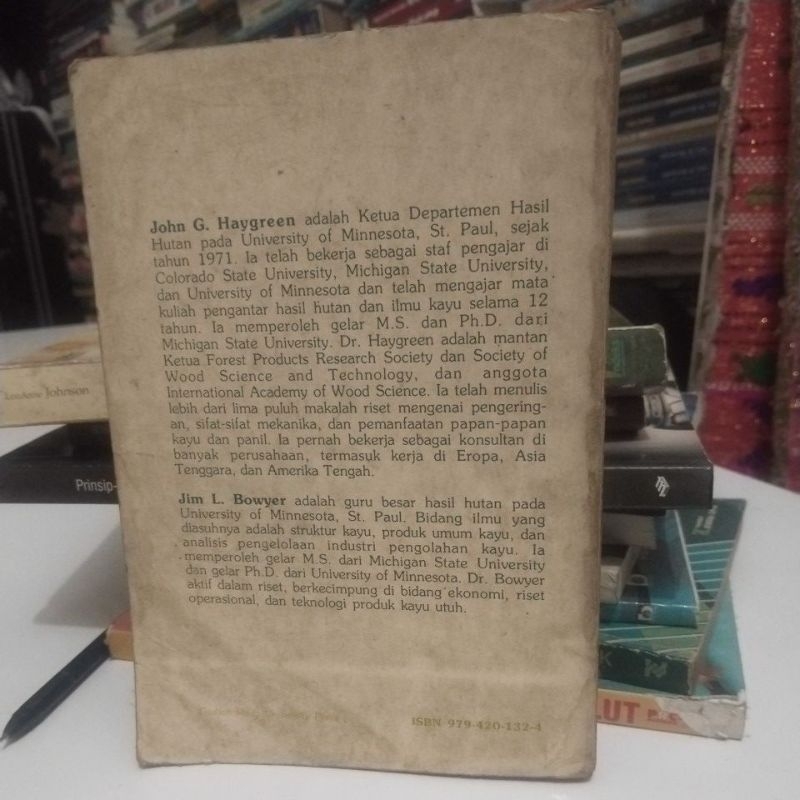 John G. Haygreen adalah Ketua Departemen Hasil
Hutan pada University of Minnesota, St. Paul, sejak
tahun 1971. Ia telah bekerja sebagai staf pengajar di
Colorado State University, Michigan State University,
dan University of Minnesota dan telah mengajar mata
kuliah pengantar hasil hutan dan ilmu kayu selama 12
tahun. Ia memperoleh gelar M.S. dan Ph.D. dari
Michigan State University. Dr. Haygreen adalah mantan
Ketua Forest Products Research Society dan Society of
Wood Science and Technology, dan anggota
International Academy of Wood Science. Ia telah menulis
lebih dari lima puluh makalah riset mengenai pengering-
an, sifat-sifat mekanika, dan pemanfaatan papan-papan
kayu dan panil. Ia pernah bekerja sebagai konsultan di
banyak perusahaan, termasuk kerja di Eropa, Asia
Tenggara, dan Amerika Tengah.
Jim L. Bowyer adalah guru besar hasil hutan pada
University of Minnesota, St. Paul. Bidang ilmu yang
diasuhnya adalah struktur kayu, produk umum kayu, dan
analisis pengelolaan industri pengolahan kayu. Ia
memperoleh gelar M.S. dari Michigan State University
dan gelar Ph.D. dari University of Minnesota. Dr. Bowyer
aktif dalam riset, berkecimpung di bidang ekonomi, riset
operasional, dan teknologi produk kayu utuh.
ISBN 979-420-132-4
LouAnne Johnson
Prinsip-
LUT